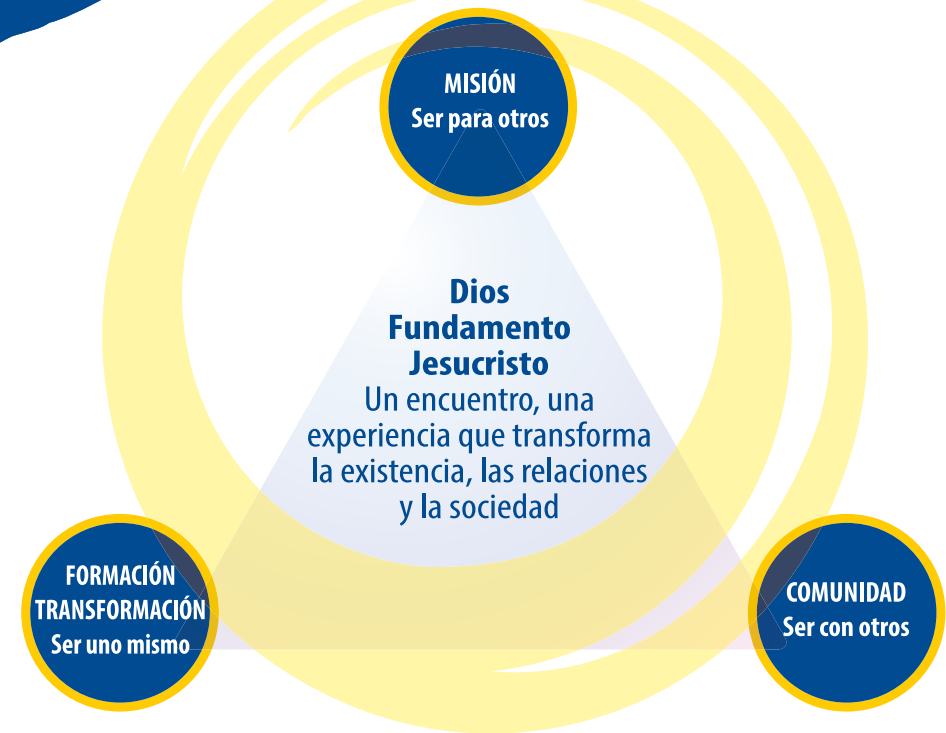 MISIÓN
Ser para otros
Dios
Fundamento
Jesucristo
Un encuentro, una
experiencia que transforma
la existencia, las relaciones
y la sociedad
FORMACIÓN
TRANSFORMACIÓN
Ser uno mismo
COMUNIDAD
Ser con otros